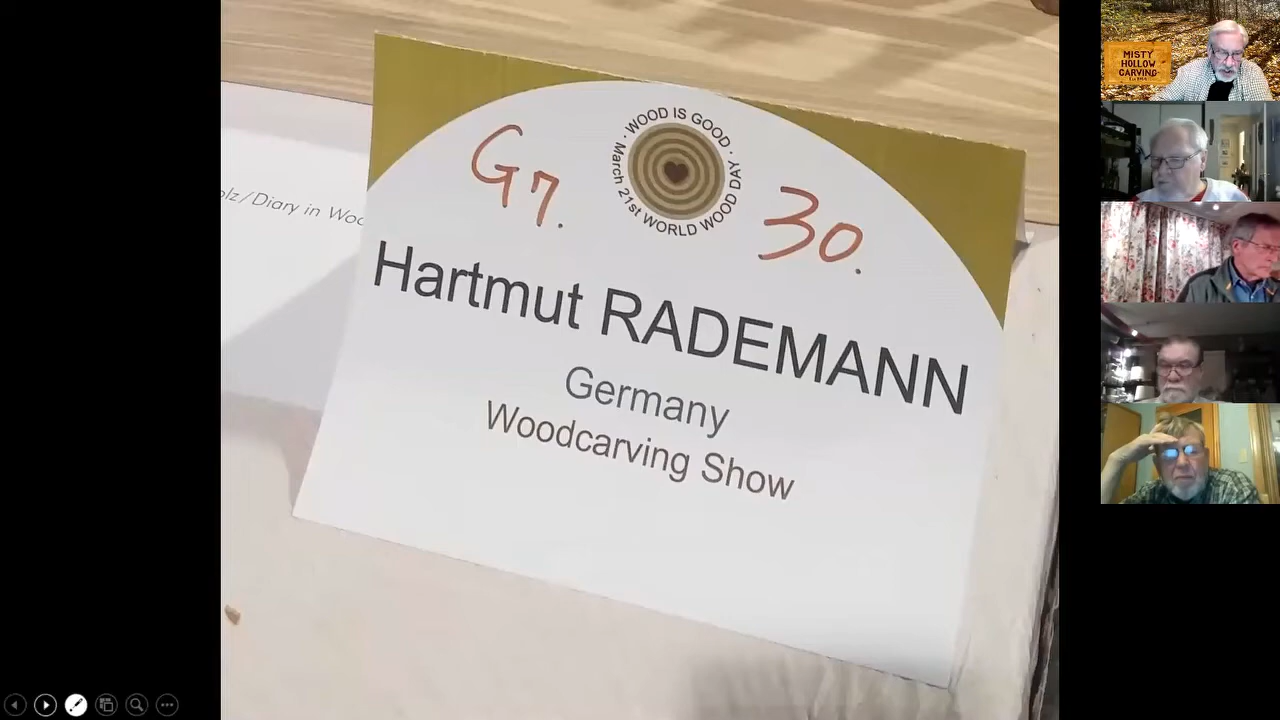 WOOD IS GOOD · March 21st WORLD WOOD DAY ·
G7.
30.
Hartmut RADEMANN
Germany
Woodcarving Show
lz/Diary in Woo
MISTY
HOLLOW
CARVING